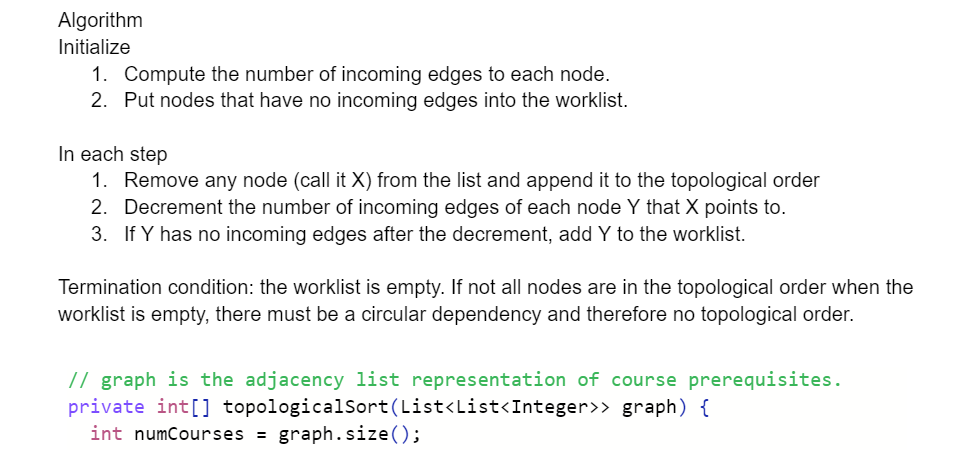 Algorithm
Initialize
1. Compute the number of incoming edges to each node.
2. Put nodes that have no incoming edges into the worklist.
In each step
1. Remove any node (call it X) from the list and append it to the topological order
2. Decrement the number of incoming edges of each node Y that X points to.
3. If Y has no incoming edges after the decrement, add Y to the worklist.
Termination condition: the worklist is empty. If not all nodes are in the topological order when the
worklist is empty, there must be a circular dependency and therefore no topological order.
// graph is the adjacency list representation of course prerequisites.
private int[] topologicalSort(List<List<Integer>> graph) {
int numCourses = graph.size();